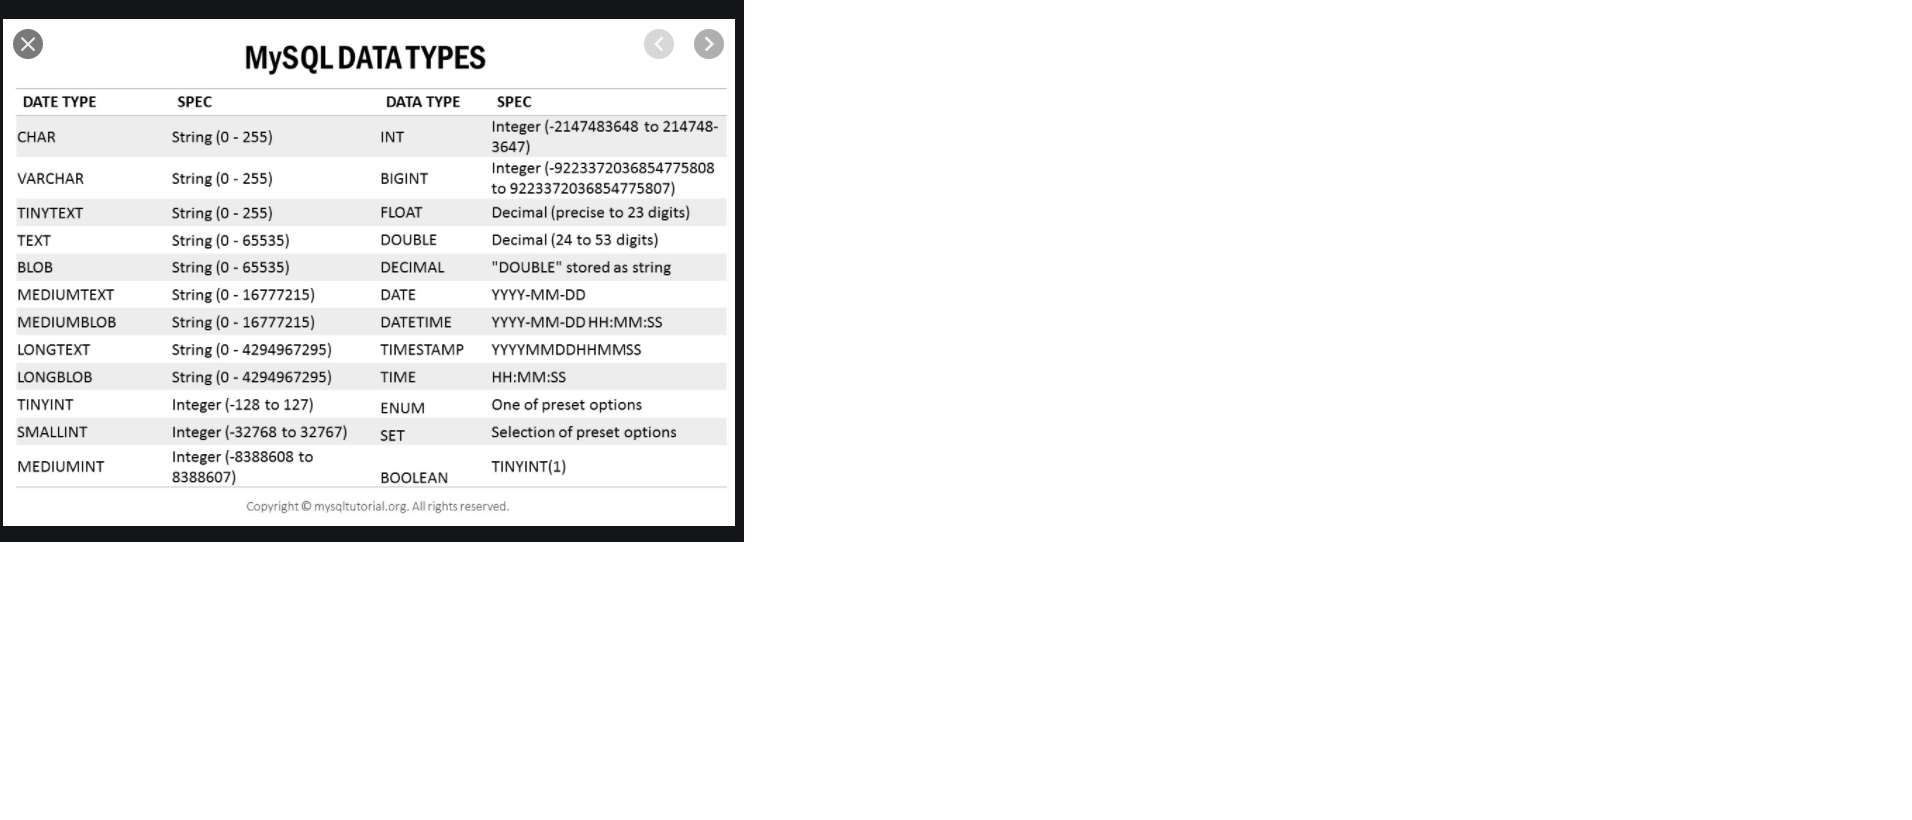 MySQL DATA TYPES
DATE TYPE SPEC DATA TYPE SPEC
CHAR String (0 - 255) INT Integer (-2147483648 to 214748-
3647)
VARCHAR String (0 - 255) BIGINT Integer (-9223372036854775808
to 9223372036854775807)
TINYTEXT String (0 - 255) FLOAT Decimal (precise to 23 digits)
TEXT String (0 - 65535) DOUBLE Decimal (24 to 53 digits)
BLOB String (0 - 65535) DECIMAL "DOUBLE" stored as string
MEDIUMTEXT String (0 - 16777215) DATE YYYY-MM-DD
MEDIUMBLOB String (0 - 16777215) DATETIME YYYY-MM-DD HH:MM:SS
LONGTEXT String (0 - 4294967295) TIMESTAMP YYYYMMDDHHMMSS
LONGBLOB String (0 - 4294967295) TIME HH:MM:SS
TINYINT Integer (-128 to 127) ENUM One of preset options
SMALLINT Integer (-32768 to 32767) SET Selection of preset options
MEDIUMINT Integer (-8388608 to
8388607) BOOLEAN TINYINT(1)
Copyright © mysqltutorial.org. All rights reserved.